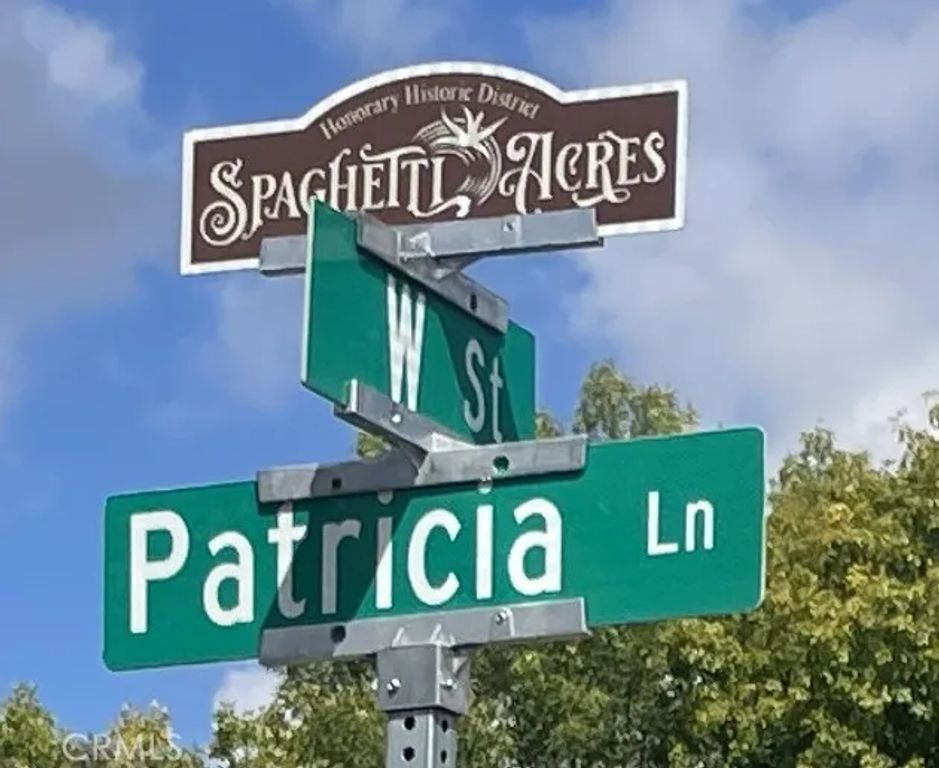 Honorary Historic District
SPAGHETTI ACRES
W St
Patricia Ln
CRMLS